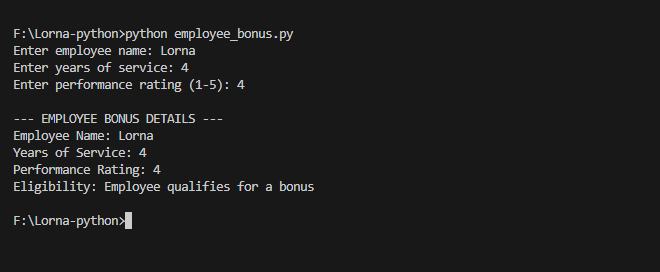 F:\Lorna-python>python employee_bonus.py
Enter employee name: Lorna
Enter years of service: 4
Enter performance rating (1-5): 4
--- EMPLOYEE BONUS DETAILS ---
Employee Name: Lorna
Years of Service: 4
Performance Rating: 4
Eligibility: Employee qualifies for a bonus
F:\Lorna-python>